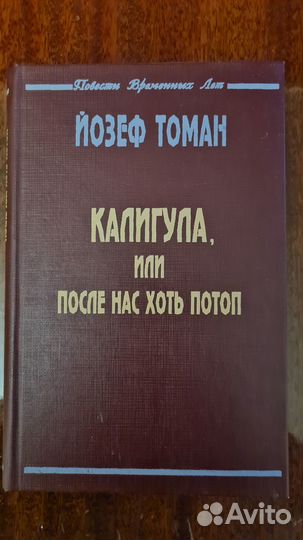 Повести Временных Лет
ЙОЗЕФ ТОМАН
КАЛИГУЛА,
ИЛИ
ПОСЛЕ НАС ХОТЬ ПОТОП
Avito